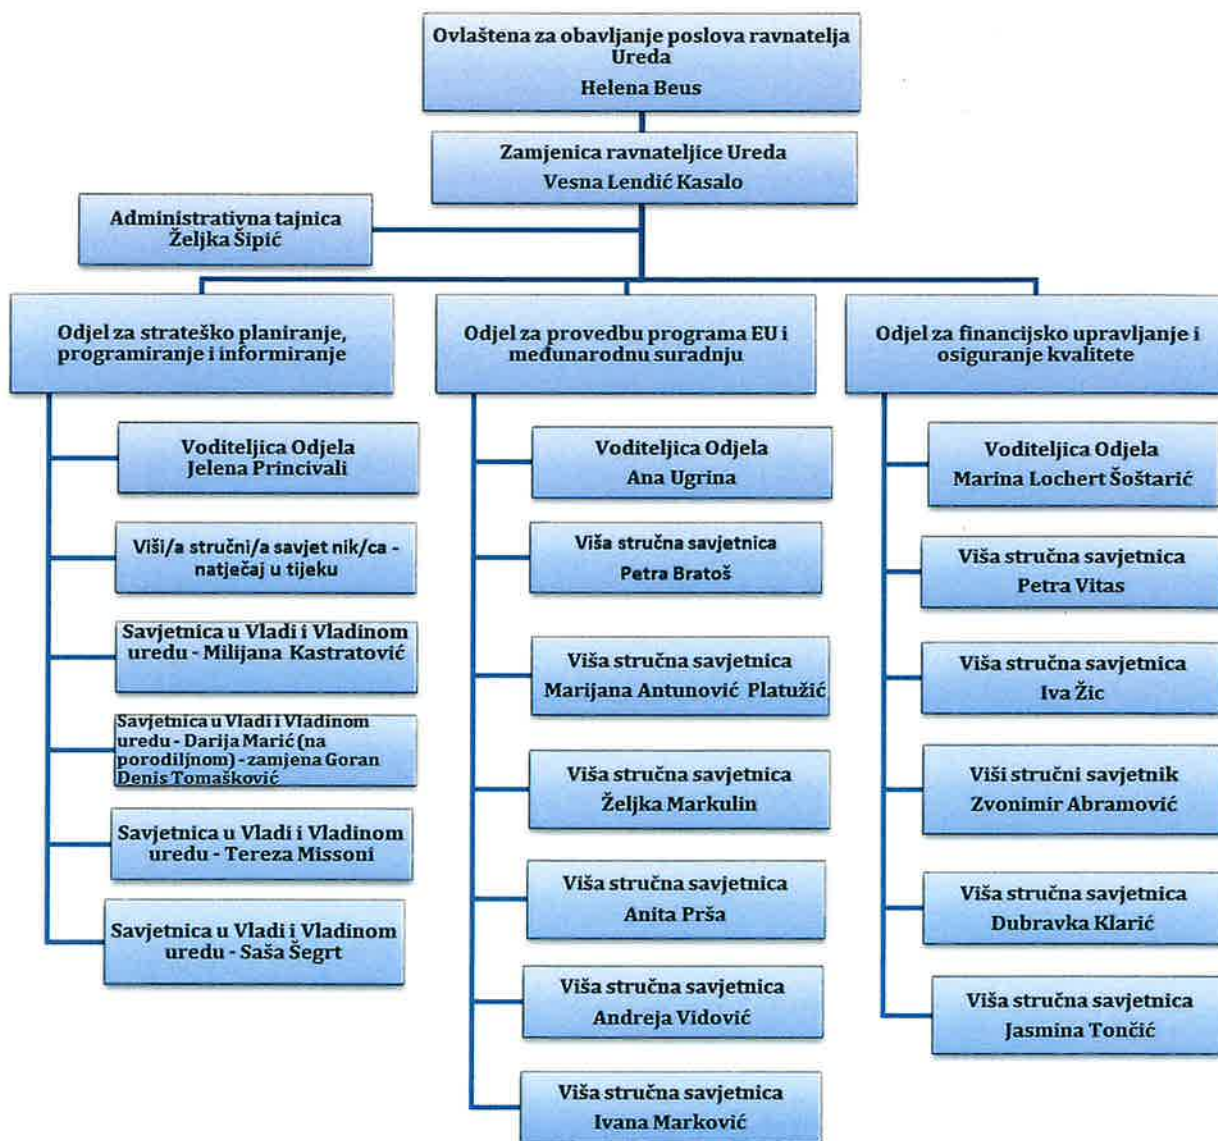 Ovlaštena za obavljanje poslova ravnatelja
Ureda
Helena Beus
Zamjenica ravnateljice Ureda
Vesna Lendić Kasalo
Administrativna tajnica
Željka Šipić
Odjel za strateško planiranje,
programiranje i informiranje
Voditeljica Odjela
Jelena Princivali
Viši/a stručni/a savjet nik/ca -
natječaj u tijeku
Savjetnica u Vladi i Vladinom
uredu - Milijana Kastratović
Savjetnica u Vladi i Vladinom
uredu - Darija Marić (na
porodiljnom) - zamjena Goran
Denis Tomašković
Savjetnica u Vladi i Vladinom
uredu - Tereza Missoni
Savjetnica u Vladi i Vladinom
uredu - Saša Šegrt
Odjel za provedbu programa EU i
međunarodnu suradnju
Voditeljica Odjela
Ana Ugrina
Viša stručna savjetnica
Petra Bratoš
Viša stručna savjetnica
Marijana Antunović Platužić
Viša stručna savjetnica
Željka Markulin
Viša stručna savjetnica
Anita Prša
Viša stručna savjetnica
Andreja Vidović
Viša stručna savjetnica
Ivana Marković
Odjel za financijsko upravljanje i
osiguranje kvalitete
Voditeljica Odjela
Marina Lochert Šoštarić
Viša stručna savjetnica
Petra Vitas
Viša stručna savjetnica
Iva Žic
Viši stručni savjetnik
Zvonimir Abramović
Viša stručna savjetnica
Dubravka Klarić
Viša stručna savjetnica
Jasmina Tončić